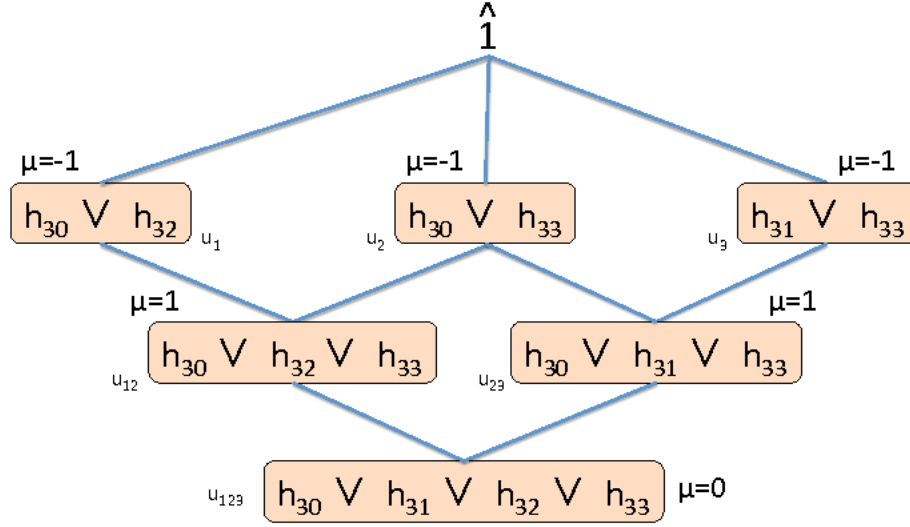 1̂
μ=-1 μ=-1 μ=-1
h₃₀ V h₃₂ u₁ h₃₀ V h₃₃ u₂ h₃₁ V h₃₃ u₃
μ=1 μ=1
h₃₀ V h₃₂ V h₃₃ u₁₂ h₃₀ V h₃₁ V h₃₃ u₂₃
u₁₂₃ h₃₀ V h₃₁ V h₃₂ V h₃₃ μ=0